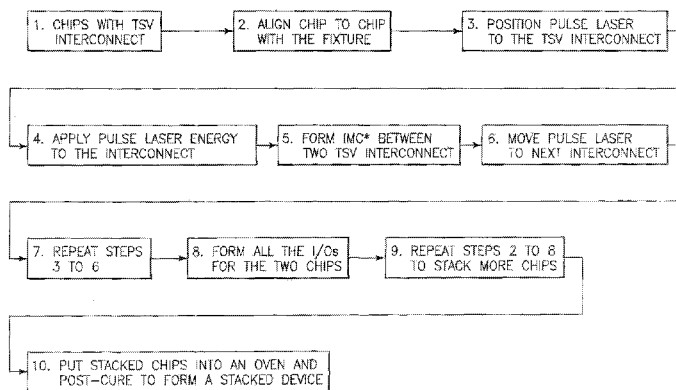 1. CHIPS WITH TSV
INTERCONNECT
2. ALIGN CHIP TO CHIP
WITH THE FIXTURE
3. POSITION PULSE LASER
TO THE TSV INTERCONNECT
4. APPLY PULSE LASER ENERGY
TO THE INTERCONNECT
5. FORM IMC* BETWEEN
TWO TSV INTERCONNECT
6. MOVE PULSE LASER
TO NEXT INTERCONNECT
7. REPEAT STEPS
3 TO 6
8. FORM ALL THE I/Os
FOR THE TWO CHIPS
9. REPEAT STEPS 2 TO 8
TO STACK MORE CHIPS
10. PUT STACKED CHIPS INTO AN OVEN AND
POST-CURE TO FORM A STACKED DEVICE